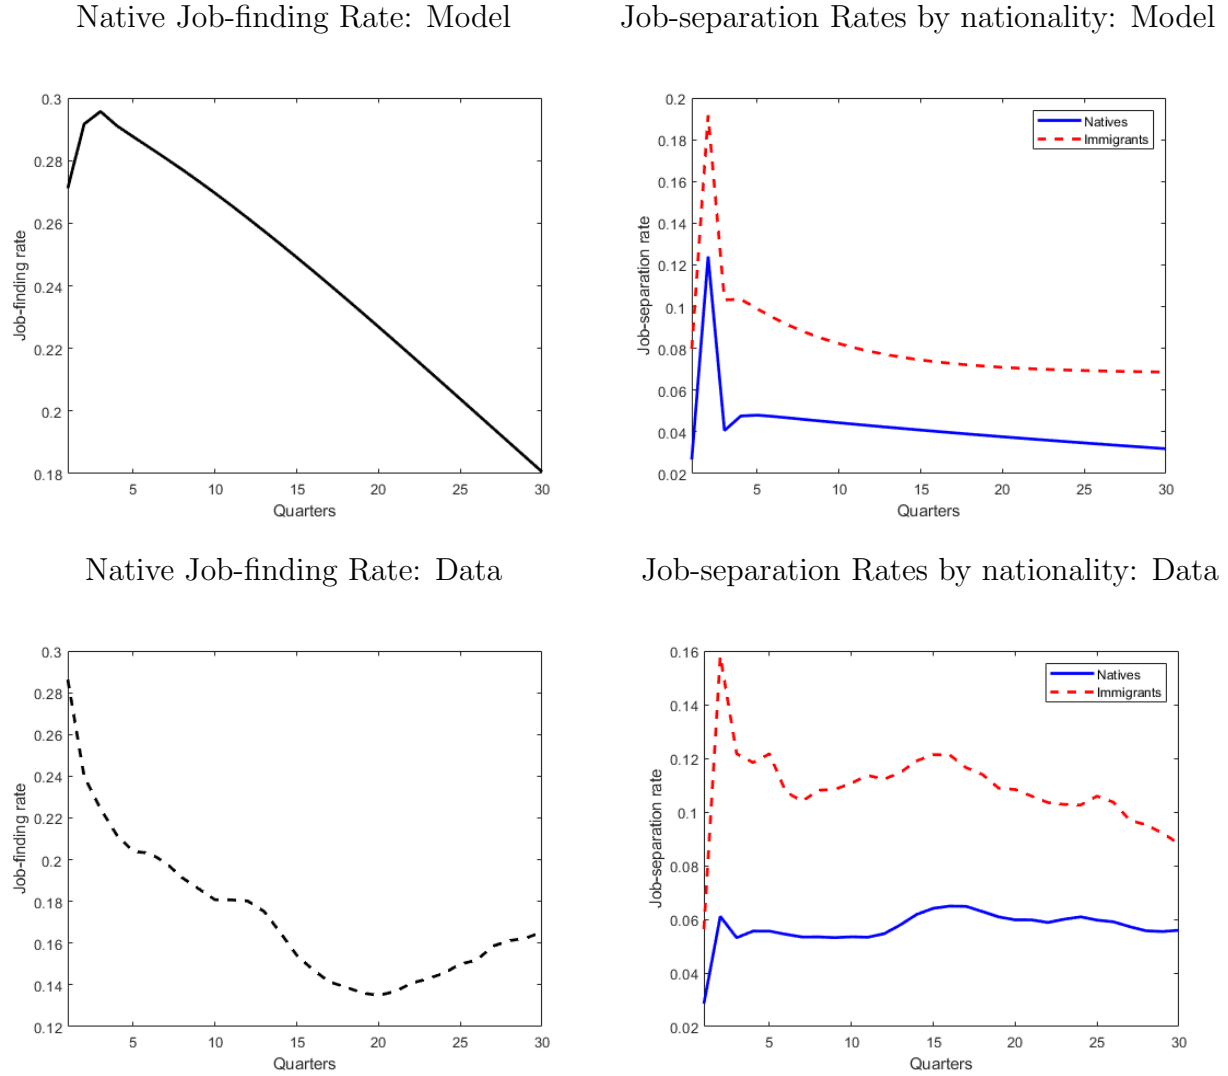 Native Job-finding Rate: Model
Job-separation Rates by nationality: Model
0.3
0.28
0.26
0.24
0.22
0.2
0.18
Job-finding rate
5 10 15 20 25 30
Quarters
0.2
0.18
0.16
0.14
0.12
0.1
0.08
0.06
0.04
0.02
Job-separation rate
Natives
Immigrants
5 10 15 20 25 30
Quarters
Native Job-finding Rate: Data
Job-separation Rates by nationality: Data
0.3
0.28
0.26
0.24
0.22
0.2
0.18
0.16
0.14
0.12
Job-finding rate
5 10 15 20 25 30
Quarters
0.16
0.14
0.12
0.1
0.08
0.06
0.04
0.02
Job-separation rate
Natives
Immigrants
5 10 15 20 25 30
Quarters